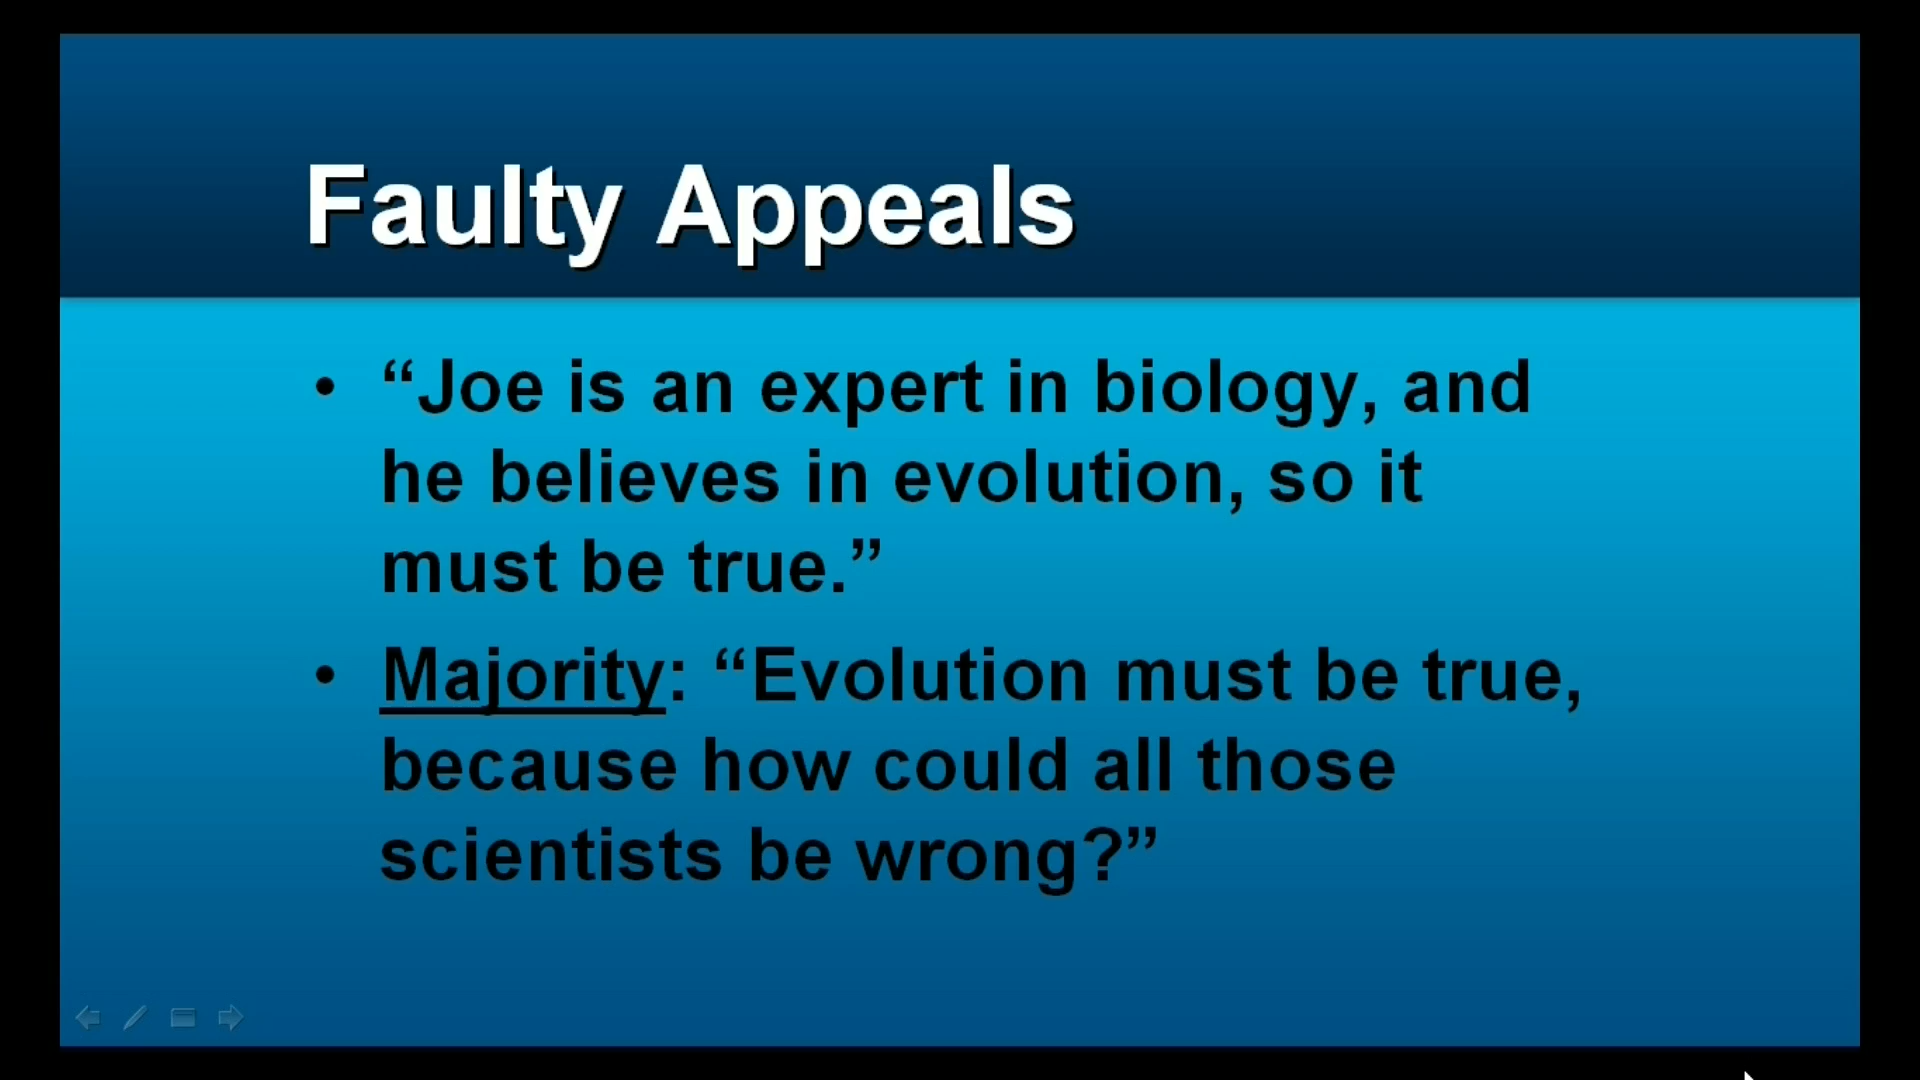 Faulty Appeals
• “Joe is an expert in biology, and
he believes in evolution, so it
must be true.”
• Majority: “Evolution must be true,
because how could all those
scientists be wrong?”